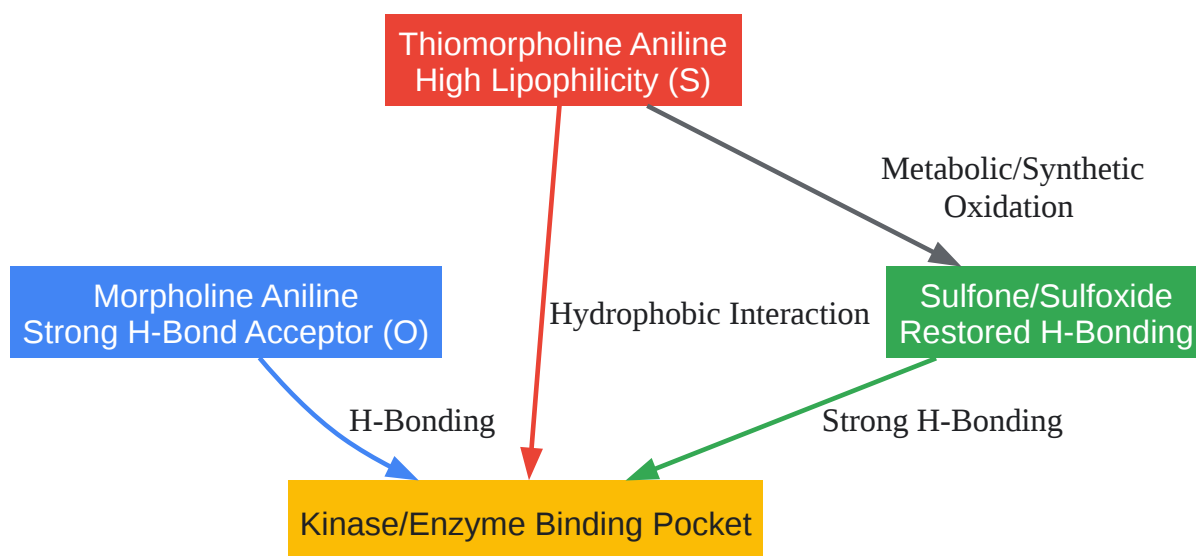 Thiomorpholine Aniline
High Lipophilicity (S)
Metabolic/Synthetic
Oxidation
Morpholine Aniline
Strong H-Bond Acceptor (O)
Hydrophobic Interaction
Sulfone/Sulfoxide
Restored H-Bonding
H-Bonding
Strong H-Bonding
Kinase/Enzyme Binding Pocket